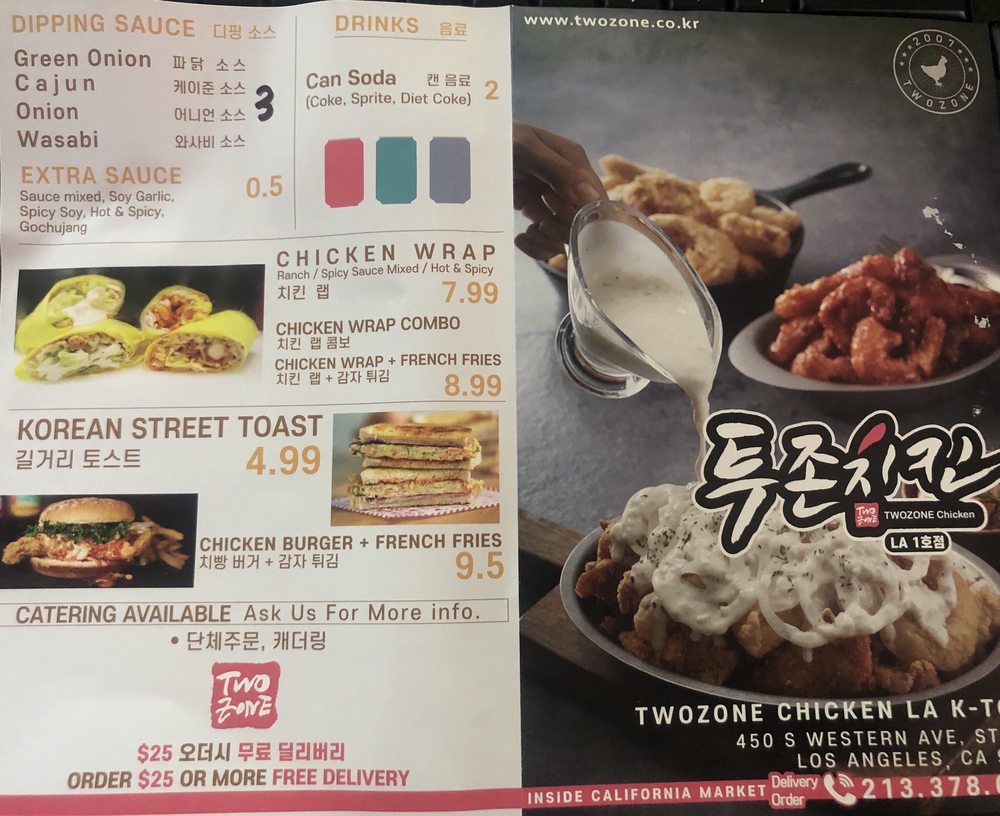 DIPPING SAUCE 디핑 소스
Green Onion 파닭 소스
Cajun 케이준 소스
Onion 어니언 소스
3
Wasabi 와사비 소스
EXTRA SAUCE
0.5
Sauce mixed, Soy Garlic,
Spicy Soy, Hot & Spicy,
Gochujang
DRINKS 음료
Can Soda 캔 음료
(Coke, Sprite, Diet Coke) 2
CHICKEN WRAP
Ranch / Spicy Sauce Mixed / Hot & Spicy
치킨 랩 7.99
CHICKEN WRAP COMBO
치킨 랩 콤보
CHICKEN WRAP + FRENCH FRIES
치킨 랩 + 감자 튀김 8.99
KOREAN STREET TOAST
길거리 토스트 4.99
CHICKEN BURGER + FRENCH FRIES
치빵 버거 + 감자 튀김 9.5
CATERING AVAILABLE Ask Us For More info.
• 단체주문, 캐더링
TWO
ZONE
$25 오더시 무료 딜리버리
ORDER $25 OR MORE FREE DELIVERY
www.twozone.co.kr
2007
TWOZONE
투존치킨
TWO
ZONE
TWOZONE Chicken
LA 1호점
TWOZONE CHICKEN LA
450 S WESTERN AVE,
LOS ANGELES, CA
INSIDE CALIFORNIA MARKET
Delivery
Order
213.378.